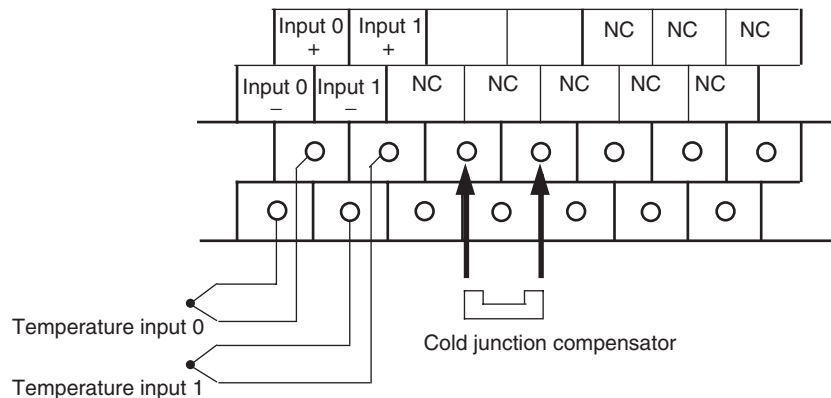 Input 0 Input 1 NC NC NC
+ +
Input 0 Input 1 NC NC NC NC NC
– –
Temperature input 0
Cold junction compensator
Temperature input 1